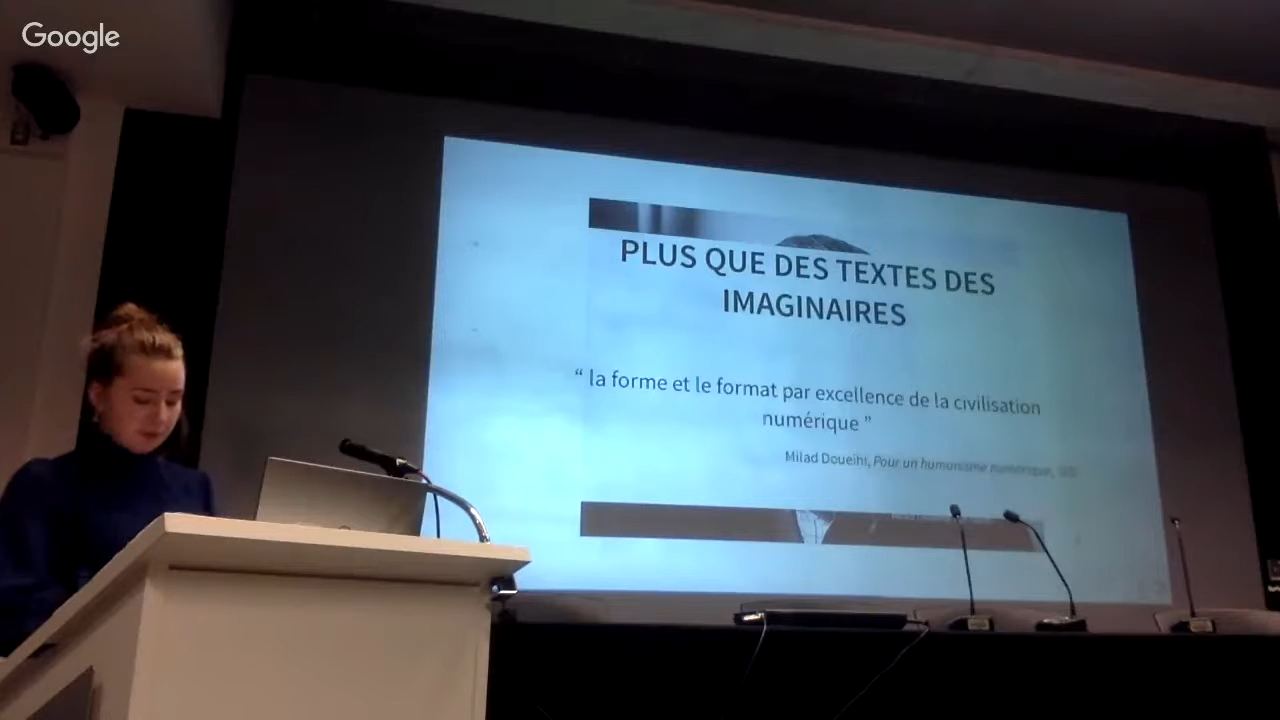 Google
PLUS QUE DES TEXTES DES
IMAGINAIRES
“ la forme et le format par excellence de la civilisation
numérique ”
Milad Doueihi, Pour un humanisme numérique,